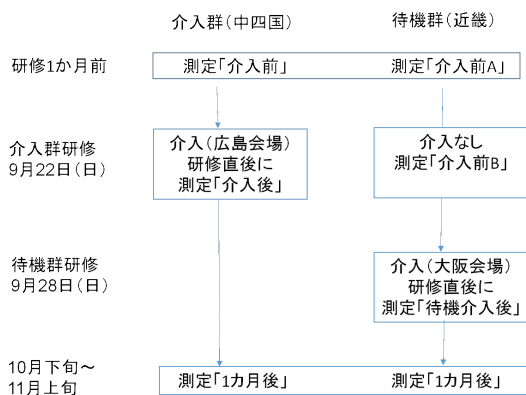 介入群（中四国）
待機群（近畿）
研修1か月前
測定「介入前」
測定「介入前A」
介入群研修
9月22日（日）
介入（広島会場）
研修直後に
測定「介入後」
介入なし
測定「介入前B」
待機群研修
9月28日（日）
介入（大阪会場）
研修直後に
測定「待機介入後」
10月下旬～
11月上旬
測定「1カ月後」
測定「1カ月後」